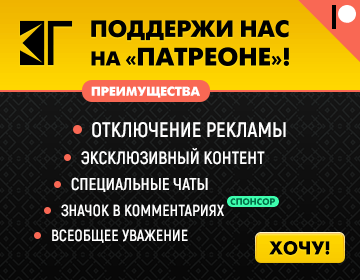 ПОДДЕРЖИ НАС
НА «ПАТРЕОНЕ»!
ПРЕИМУЩЕСТВА
ОТКЛЮЧЕНИЕ РЕКЛАМЫ
ЭКСКЛЮЗИВНЫЙ КОНТЕНТ
СПЕЦИАЛЬНЫЕ ЧАТЫ
ЗНАЧОК В КОММЕНТАРИЯХ СПОНСОР
ВСЕОБЩЕЕ УВАЖЕНИЕ
ХОЧУ!